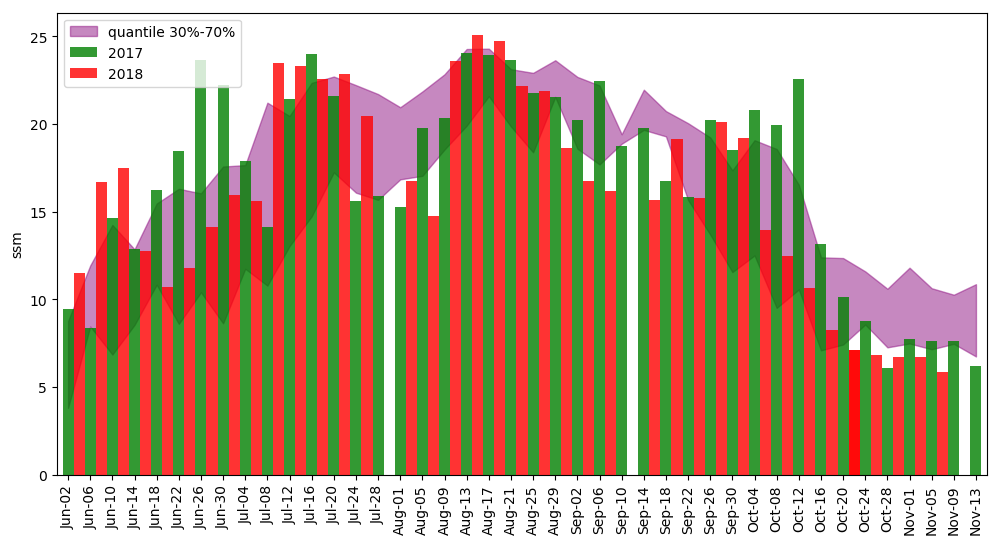 quantile 30%-70%
2017
2018
ssm
25
20
15
10
5
0
Jun-02
Jun-06
Jun-10
Jun-14
Jun-18
Jun-22
Jun-26
Jun-30
Jul-04
Jul-08
Jul-12
Jul-16
Jul-20
Jul-24
Jul-28
Aug-01
Aug-05
Aug-09
Aug-13
Aug-17
Aug-21
Aug-25
Aug-29
Sep-02
Sep-06
Sep-10
Sep-14
Sep-18
Sep-22
Sep-26
Sep-30
Oct-04
Oct-08
Oct-12
Oct-16
Oct-20
Oct-24
Oct-28
Nov-01
Nov-05
Nov-09
Nov-13